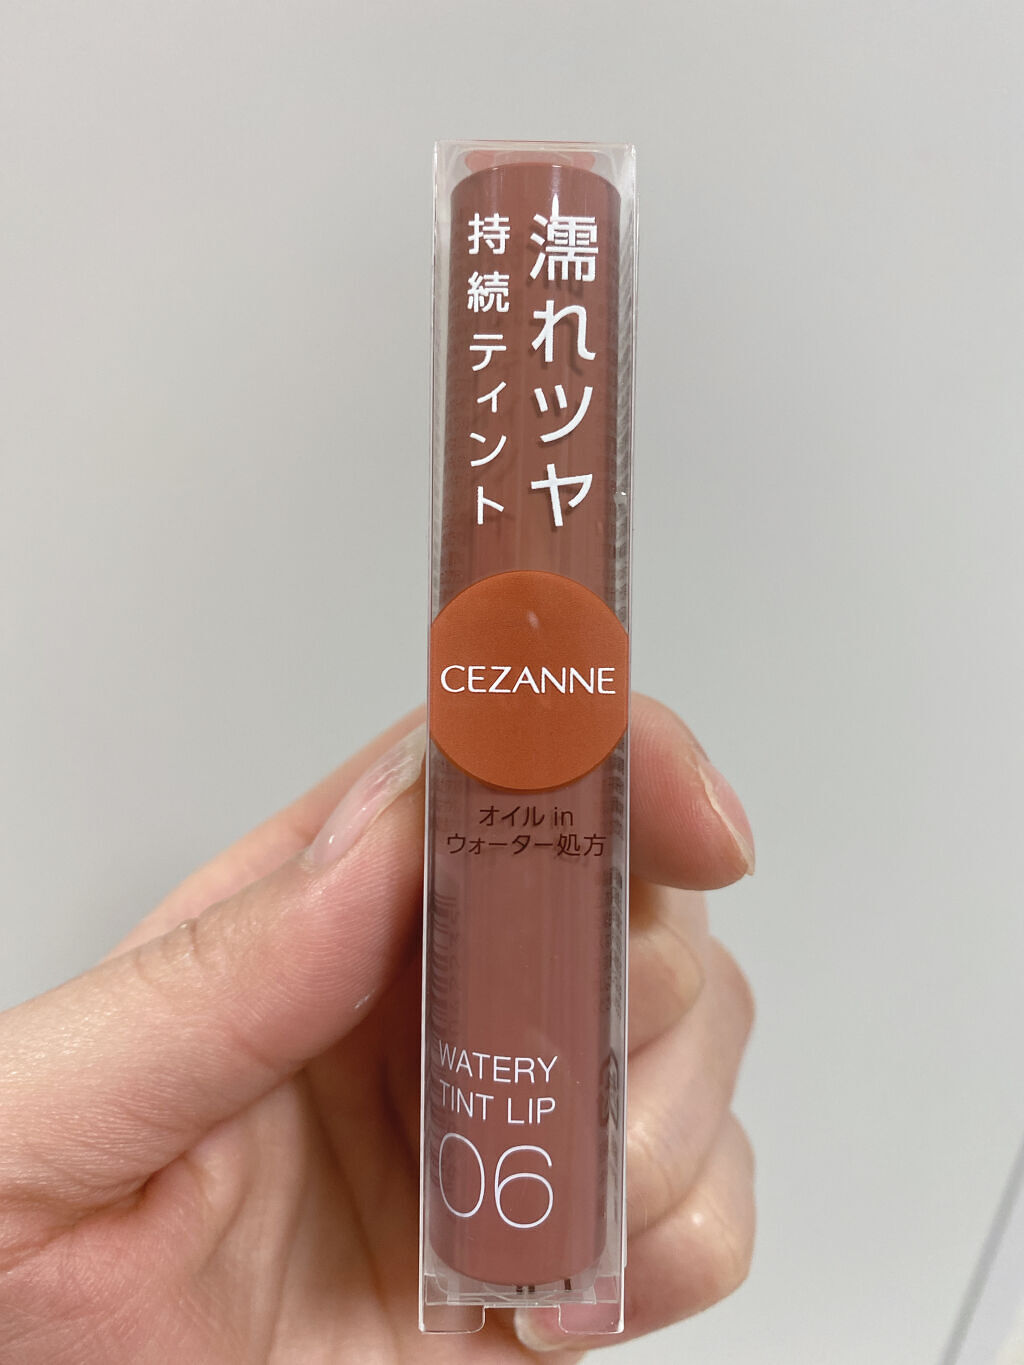 濡れツヤ
持続ティント
CEZANNE
オイル in
ウォーター処方
WATERY
TINT LIP
06